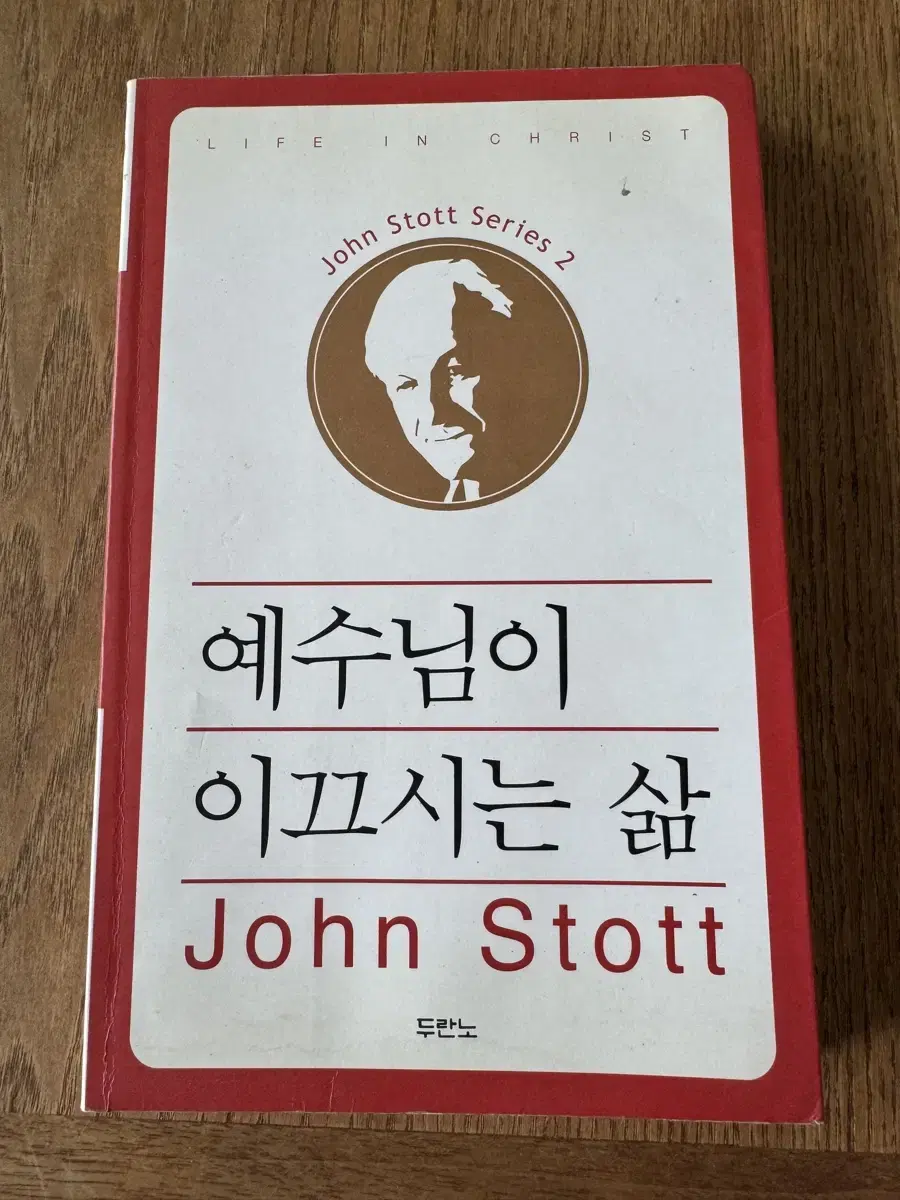 LIFE IN CHRIST
John Stott Series 2
예수님이
이끄시는 삶
John Stott
두란노